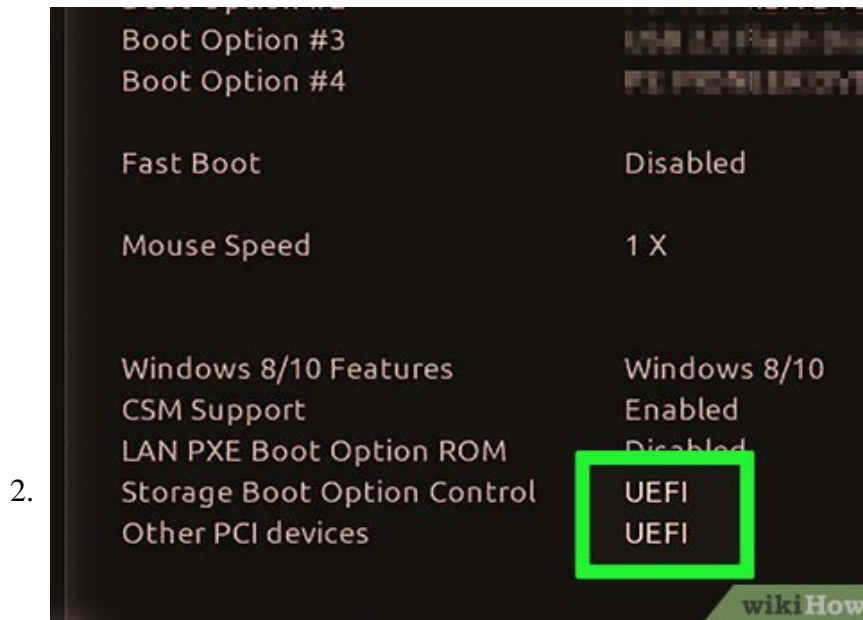 Boot Option #3
Boot Option #4
Fast Boot Disabled
Mouse Speed 1 X
Windows 8/10 Features Windows 8/10
CSM Support Enabled
LAN PXE Boot Option ROM Disabled
2. Storage Boot Option Control UEFI
Other PCI devices UEFI
wikiHow